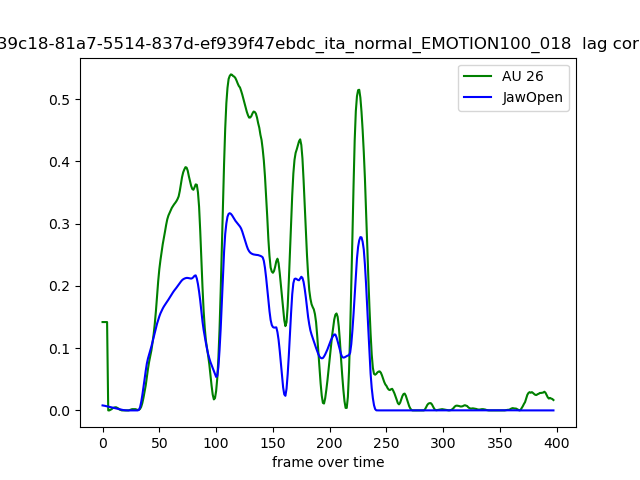 39c18-81a7-5514-837d-ef939f47ebdc_ita_normal_EMOTION100_018 lag cor
AU 26
JawOpen
0.5
0.4
0.3
0.2
0.1
0.0
0 50 100 150 200 250 300 350 400
frame over time